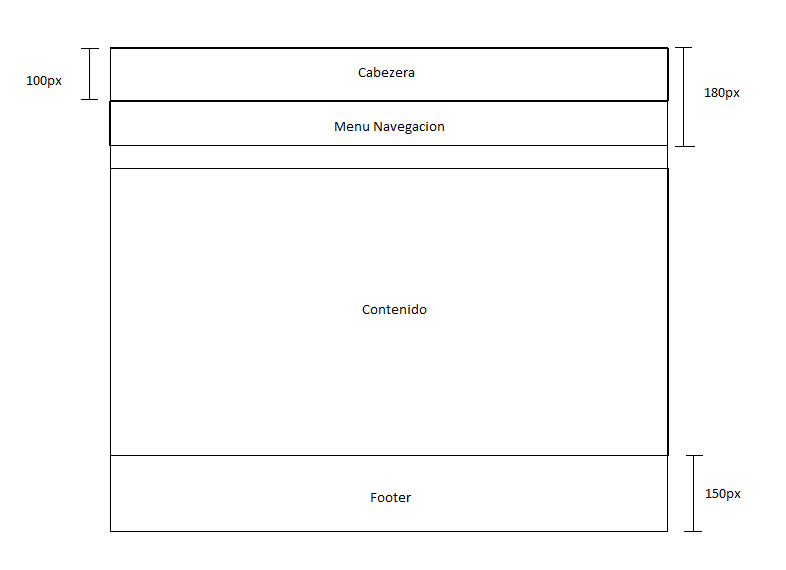 Cabezera
100px
180px
Menu Navegacion
Contenido
Footer
150px